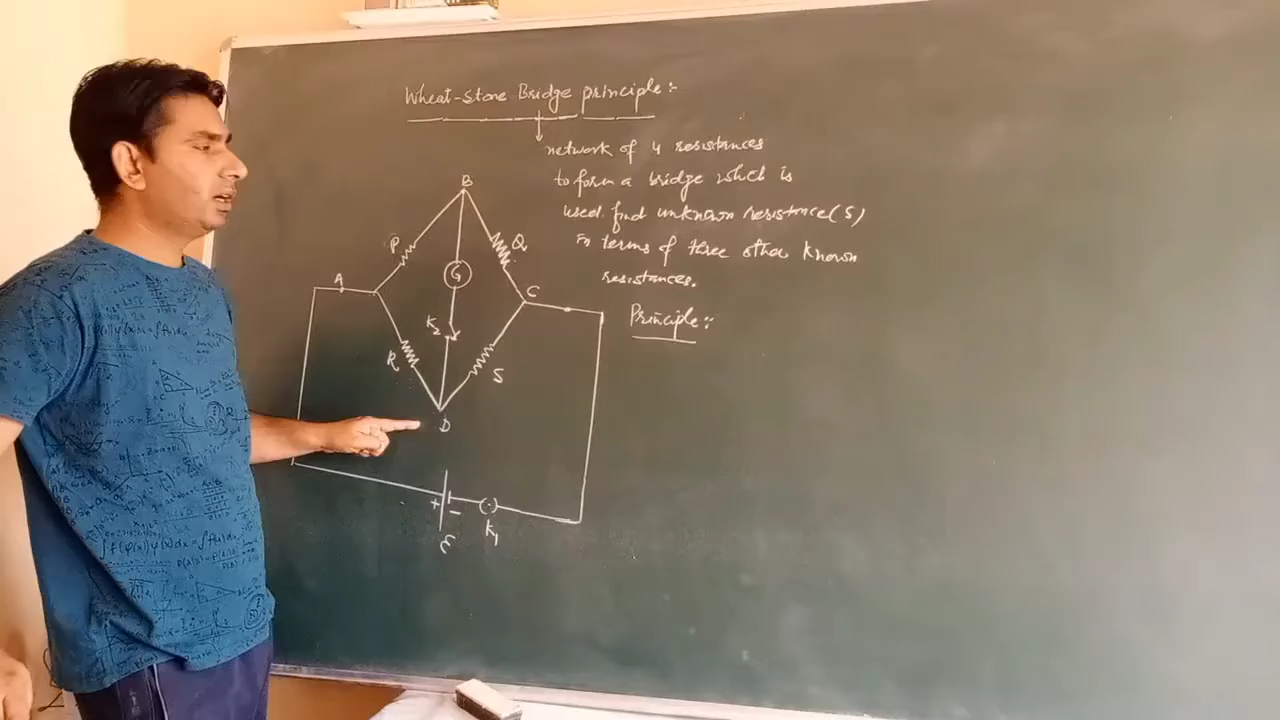 Wheat-stone Bridge principle:-
network of 4 resistances
to form a bridge which is
used find unknown resistance(S)
in terms of three other known
resistances.
Principle:-
B
P
Q
G
A
C
K2
R
S
D
+ -
ε
K1